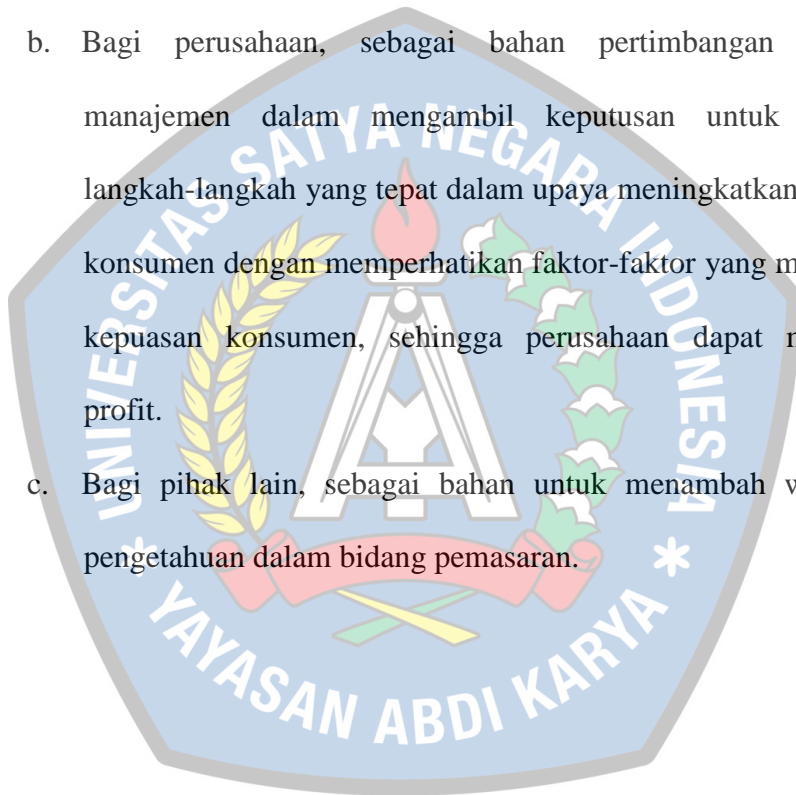 b. Bagi perusahaan, sebagai bahan pertimbangan
manajemen dalam mengambil keputusan untuk
langkah-langkah yang tepat dalam upaya meningkatkan
konsumen dengan memperhatikan faktor-faktor yang
kepuasan konsumen, sehingga perusahaan dapat
profit.
c. Bagi pihak lain, sebagai bahan untuk menambah
pengetahuan dalam bidang pemasaran.
UNIVERSITAS SATYA NEGARA INDONESIA
YAYASAN ABDI KARYA